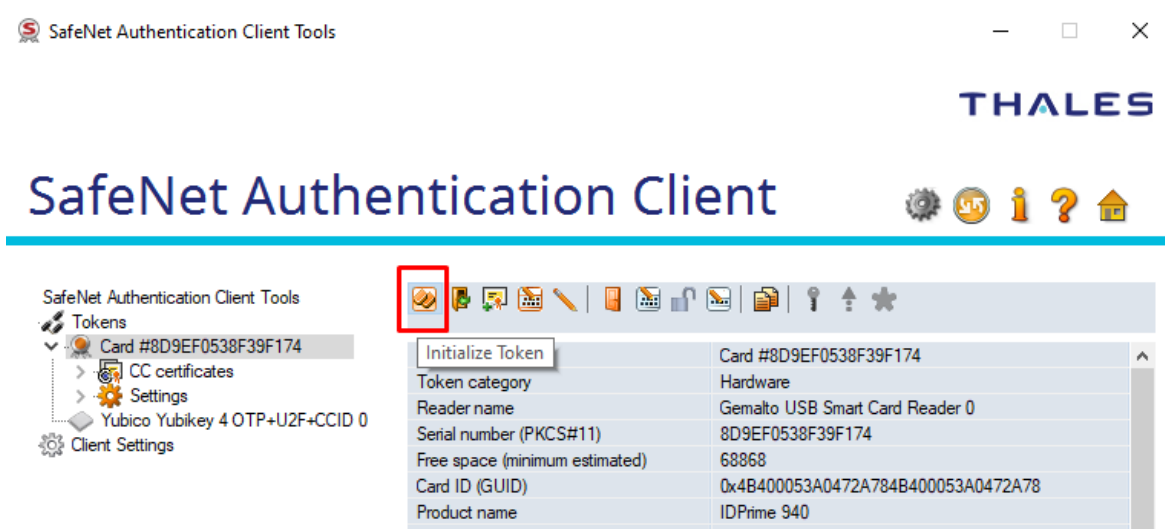 SafeNet Authentication Client Tools
THALES
SafeNet Authentication Client
SafeNet Authentication Client Tools
Tokens
Card #8D9EF0538F39F174
CC certificates
Settings
Yubico Yubikey 4 OTP+U2F+CCID 0
Client Settings
Initialize Token
Card #8D9EF0538F39F174
Token category Hardware
Reader name Gemalto USB Smart Card Reader 0
Serial number (PKCS#11) 8D9EF0538F39F174
Free space (minimum estimated) 68868
Card ID (GUID) 0x4B400053A0472A784B400053A0472A78
Product name IDPrime 940